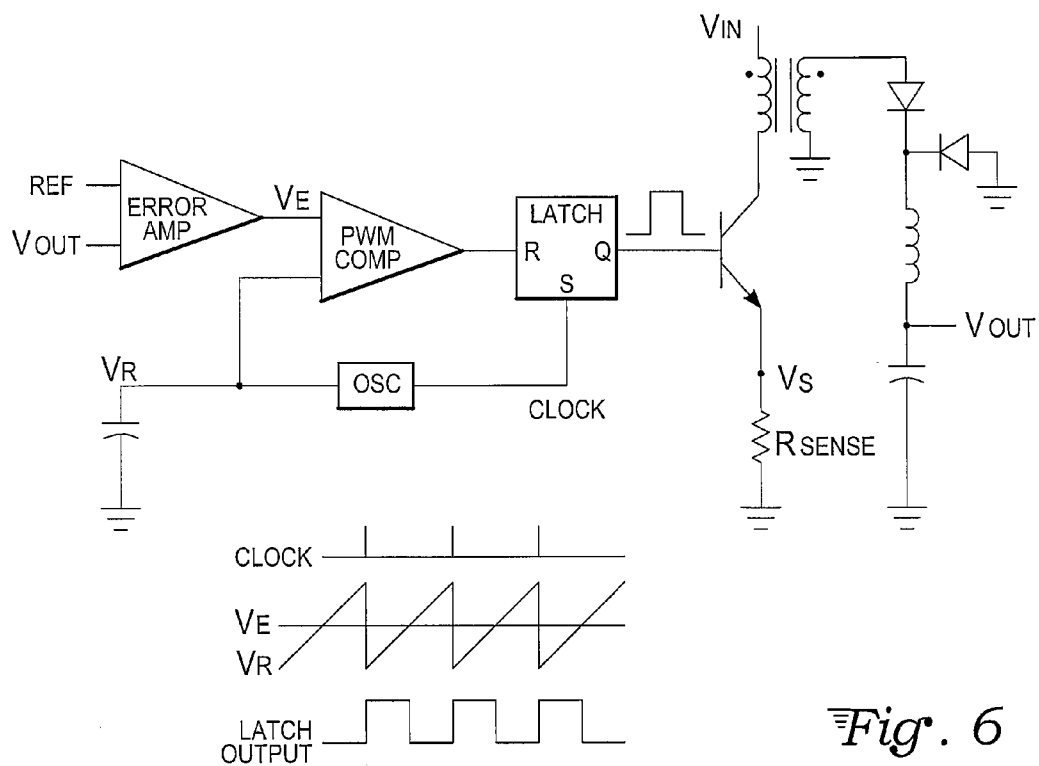 VIN
REF
VOUT
ERROR
AMP
VE
PWM
COMP
LATCH
R
Q
S
VOUT
VR
OSC
CLOCK
VS
RSENSE
CLOCK
VE
VR
LATCH
OUTPUT
Fig. 6